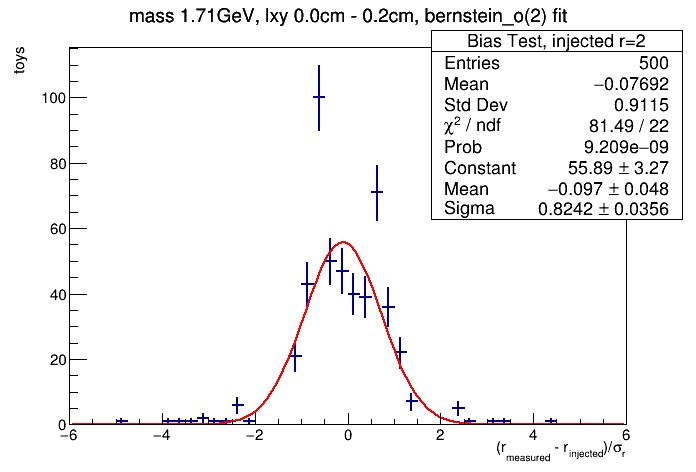 mass 1.71GeV, lxy 0.0cm - 0.2cm, bernstein_o(2) fit
Bias Test, injected r=2
Entries 500
Mean −0.07692
Std Dev 0.9115
χ² / ndf 81.49 / 22
Prob 9.209e−09
Constant 55.89 ± 3.27
Mean −0.097 ± 0.048
Sigma 0.8242 ± 0.0356
toys
100
80
60
40
20
0
−6 −4 −2 0 2 4 6
(r_measured - r_injected)/σ_r